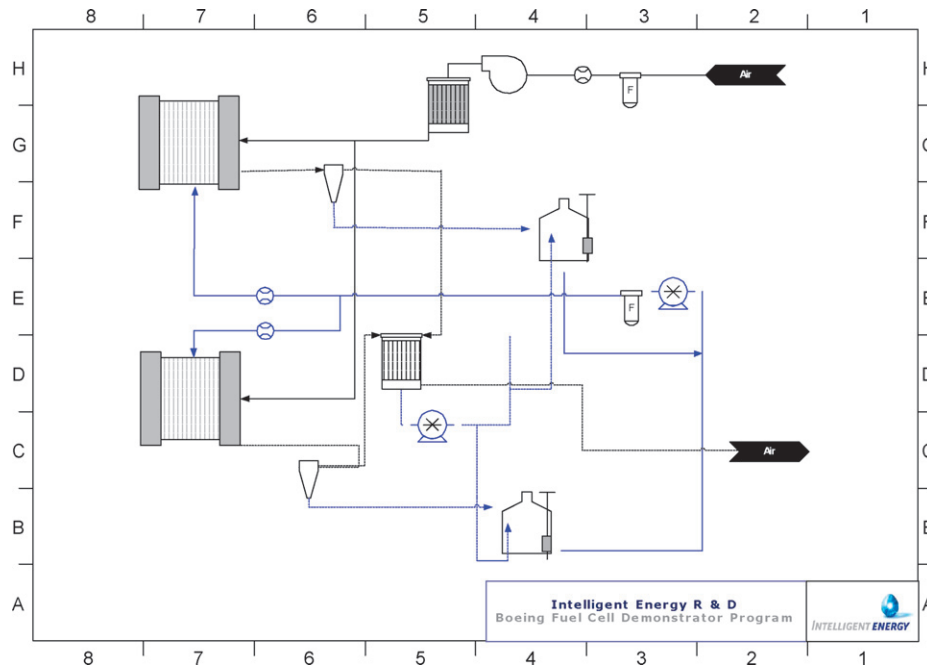 8 7 6 5 4 3 2 1
H H
Air
F
G G
F F
E E
F
D D
C C
Air
B B
A A
Intelligent Energy R & D
Boeing Fuel Cell Demonstrator Program
INTELLIGENT ENERGY
8 7 6 5 4 3 2 1